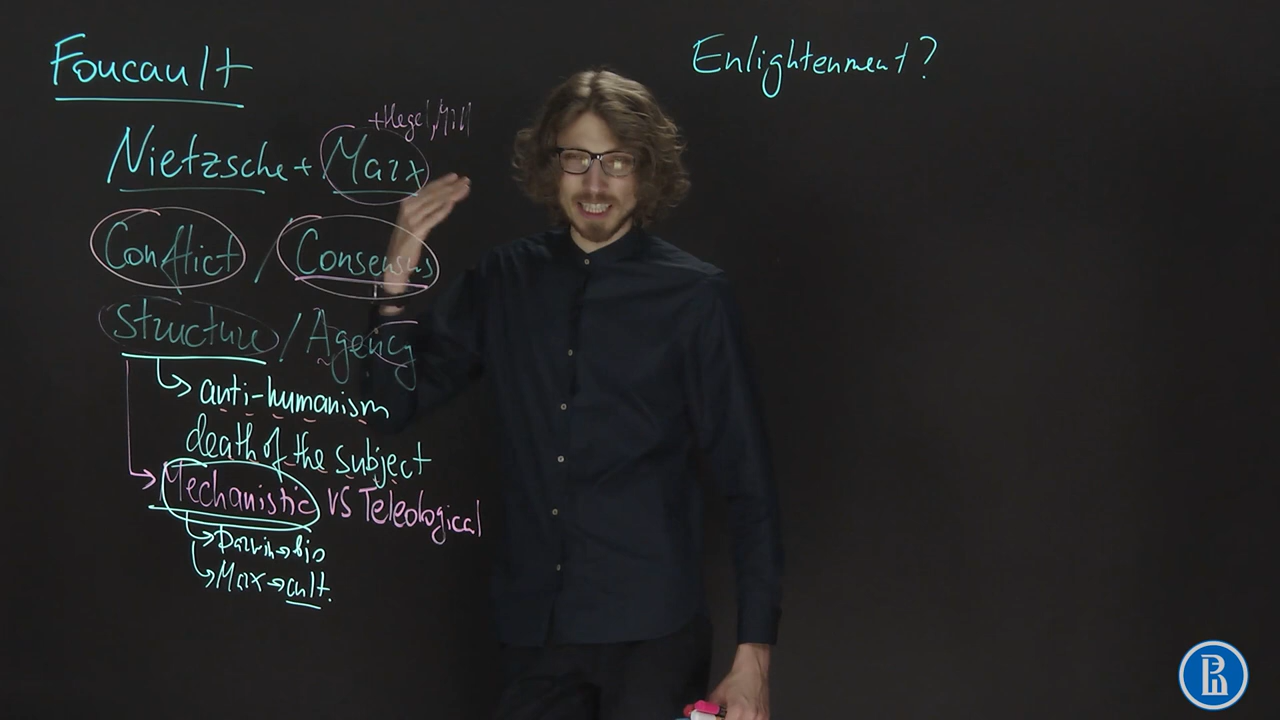 Foucault
Enlightenment?
+Hegel, Mill
Nietzsche + Marx
Conflict / Consensus
Structure / Agency
anti-humanism
death of the subject
Mechanistic VS Teleological
Darwin → bio
Marx → cult.